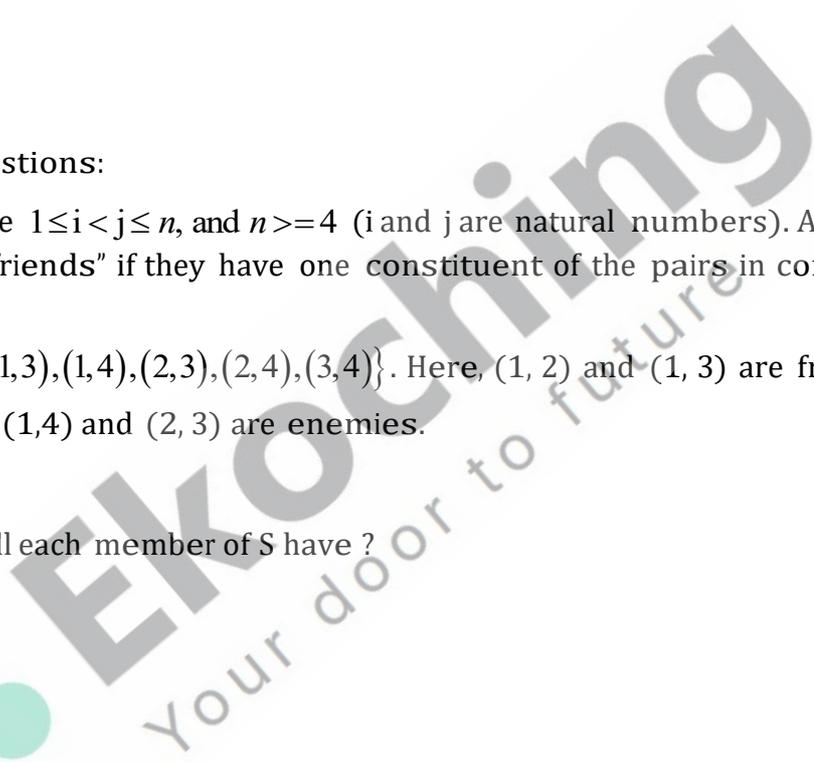 stions:
e 1≤i<j≤ n, and n>=4 (i and j are natural numbers). A
riends” if they have one constituent of the pairs in co
1,3),(1,4),(2,3),(2,4),(3,4)}. Here, (1, 2) and (1, 3) are fr
(1,4) and (2, 3) are enemies.
ll each member of S have ?
Ekoching
Your door to future